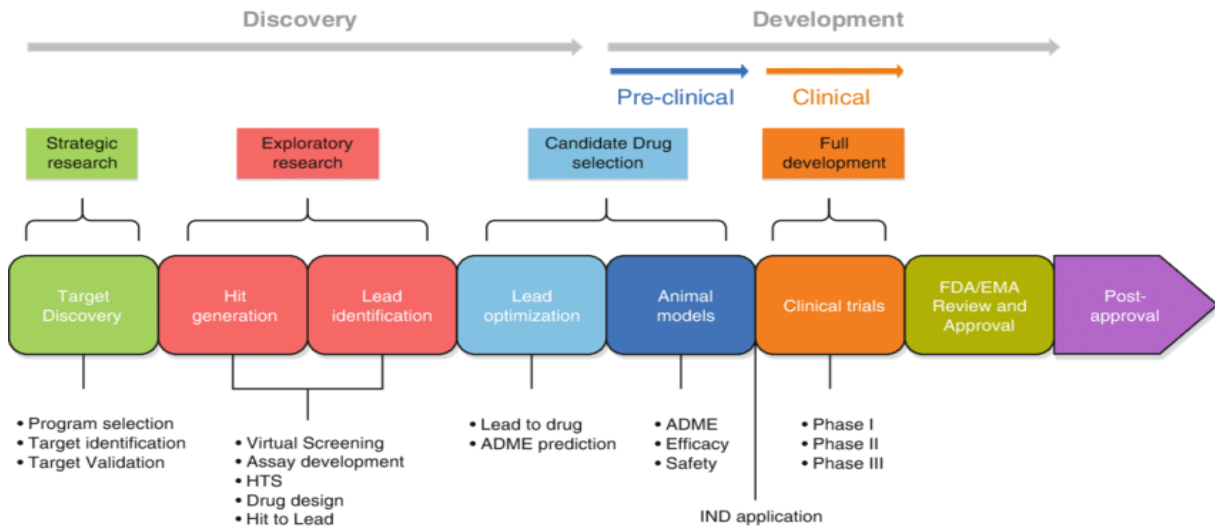 Discovery
Development
Pre-clinical
Clinical
Strategic
research
Exploratory
research
Candidate Drug
selection
Full
development
Target
Discovery
Hit
generation
Lead
identification
Lead
optimization
Animal
models
Clinical trials
FDA/EMA
Review and
Approval
Post-
approval
• Program selection
• Target identification
• Target Validation
• Virtual Screening
• Assay development
• HTS
• Drug design
• Hit to Lead
• Lead to drug
• ADME prediction
• ADME
• Efficacy
• Safety
IND application
• Phase I
• Phase II
• Phase III